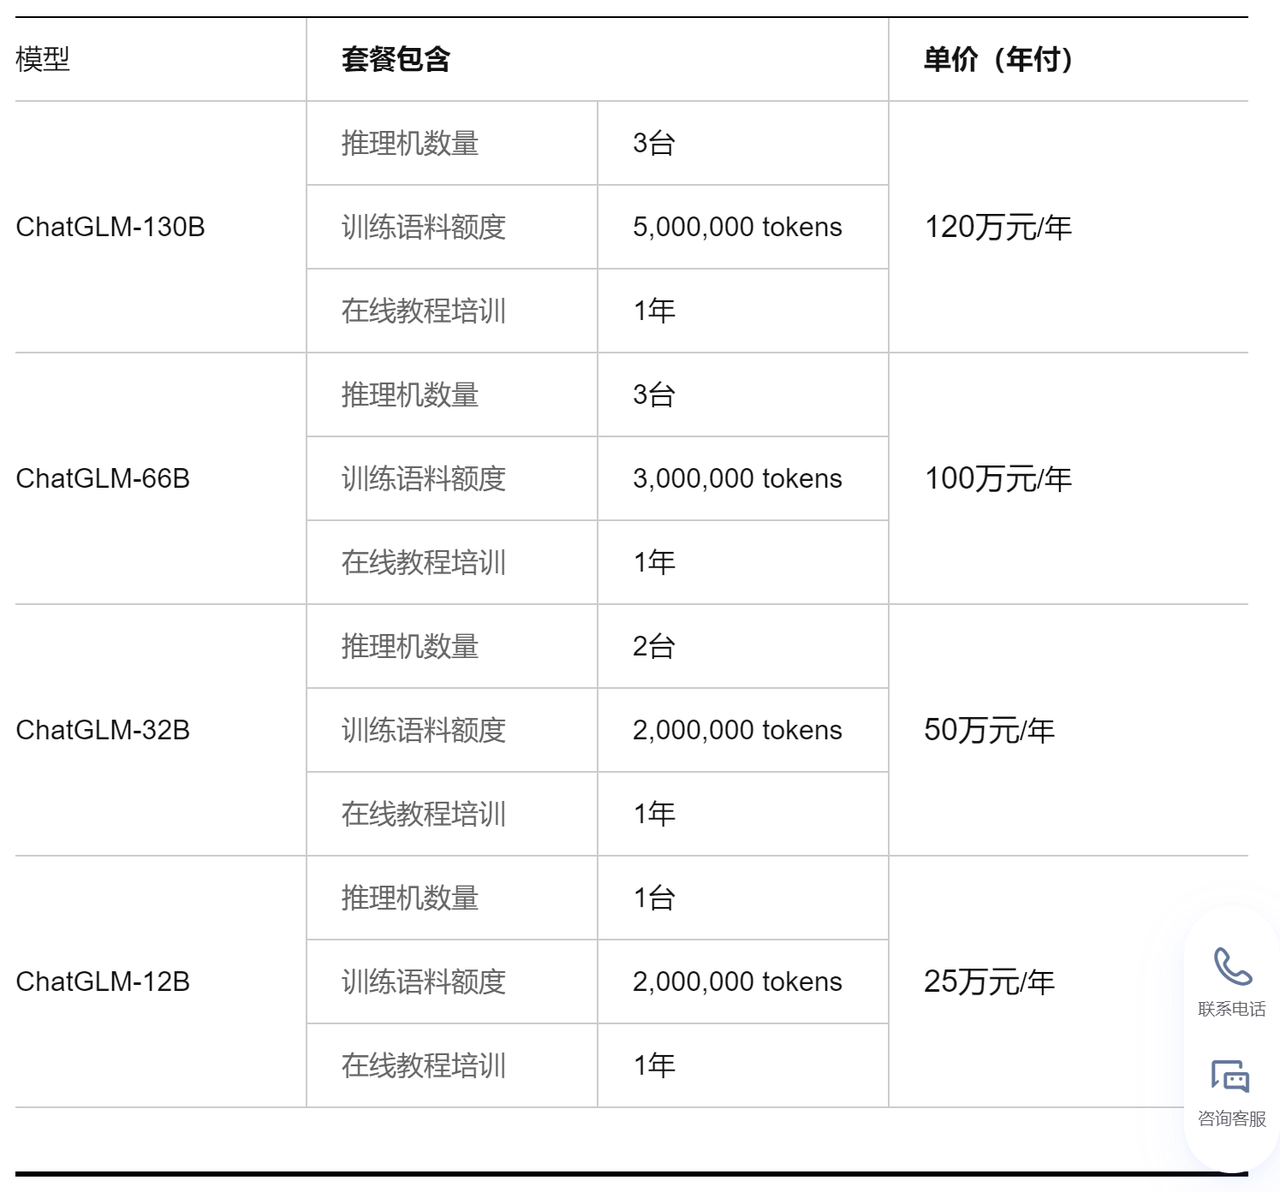 模型 套餐包含 单价（年付）
推理机数量 3台
ChatGLM-130B 训练语料额度 5,000,000 tokens 120万元/年
在线教程培训 1年
推理机数量 3台
ChatGLM-66B 训练语料额度 3,000,000 tokens 100万元/年
在线教程培训 1年
推理机数量 2台
ChatGLM-32B 训练语料额度 2,000,000 tokens 50万元/年
在线教程培训 1年
推理机数量 1台
ChatGLM-12B 训练语料额度 2,000,000 tokens 25万元/年
在线教程培训 1年
联系电话
咨询客服